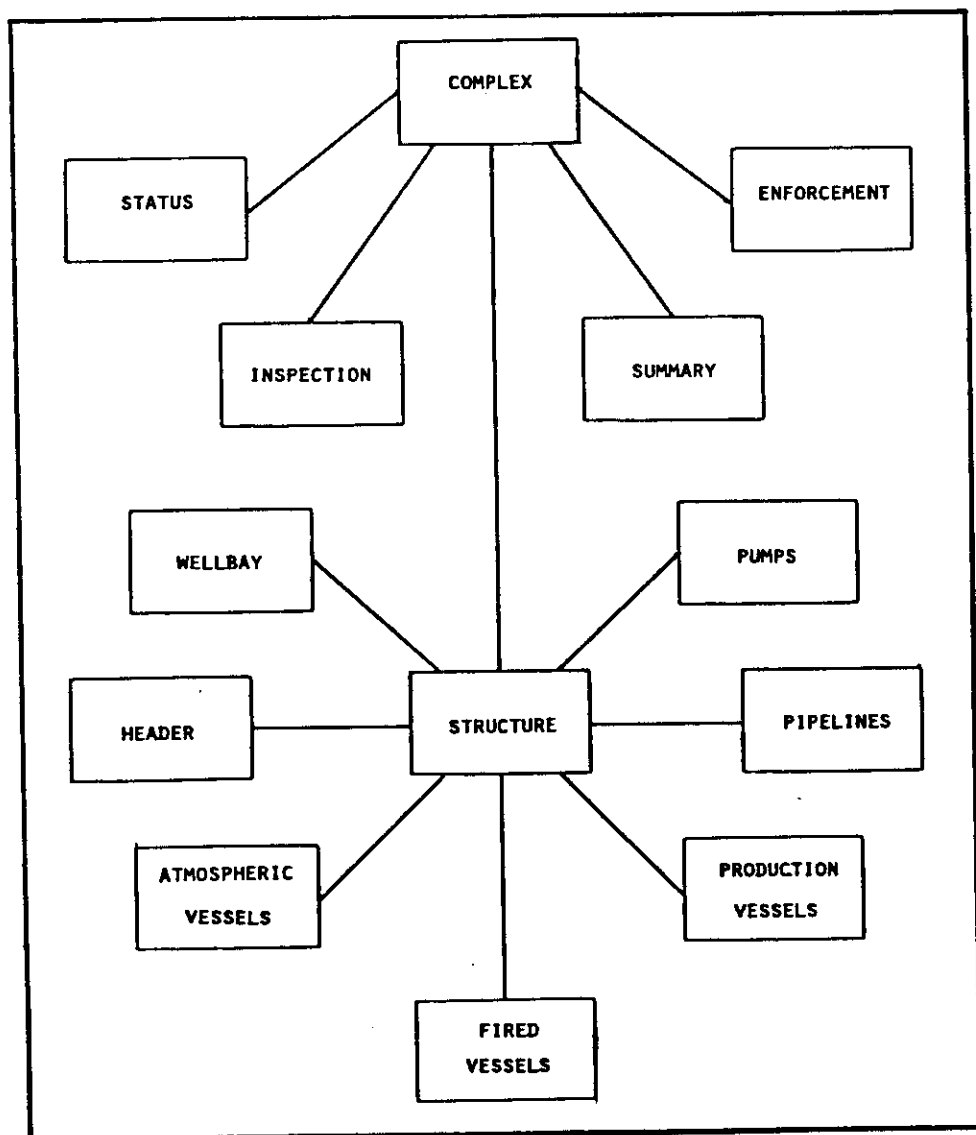 COMPLEX
STATUS
ENFORCEMENT
INSPECTION
SUMMARY
WELLBAY
PUMPS
HEADER
STRUCTURE
PIPELINES
ATMOSPHERIC
VESSELS
PRODUCTION
VESSELS
FIRED
VESSELS